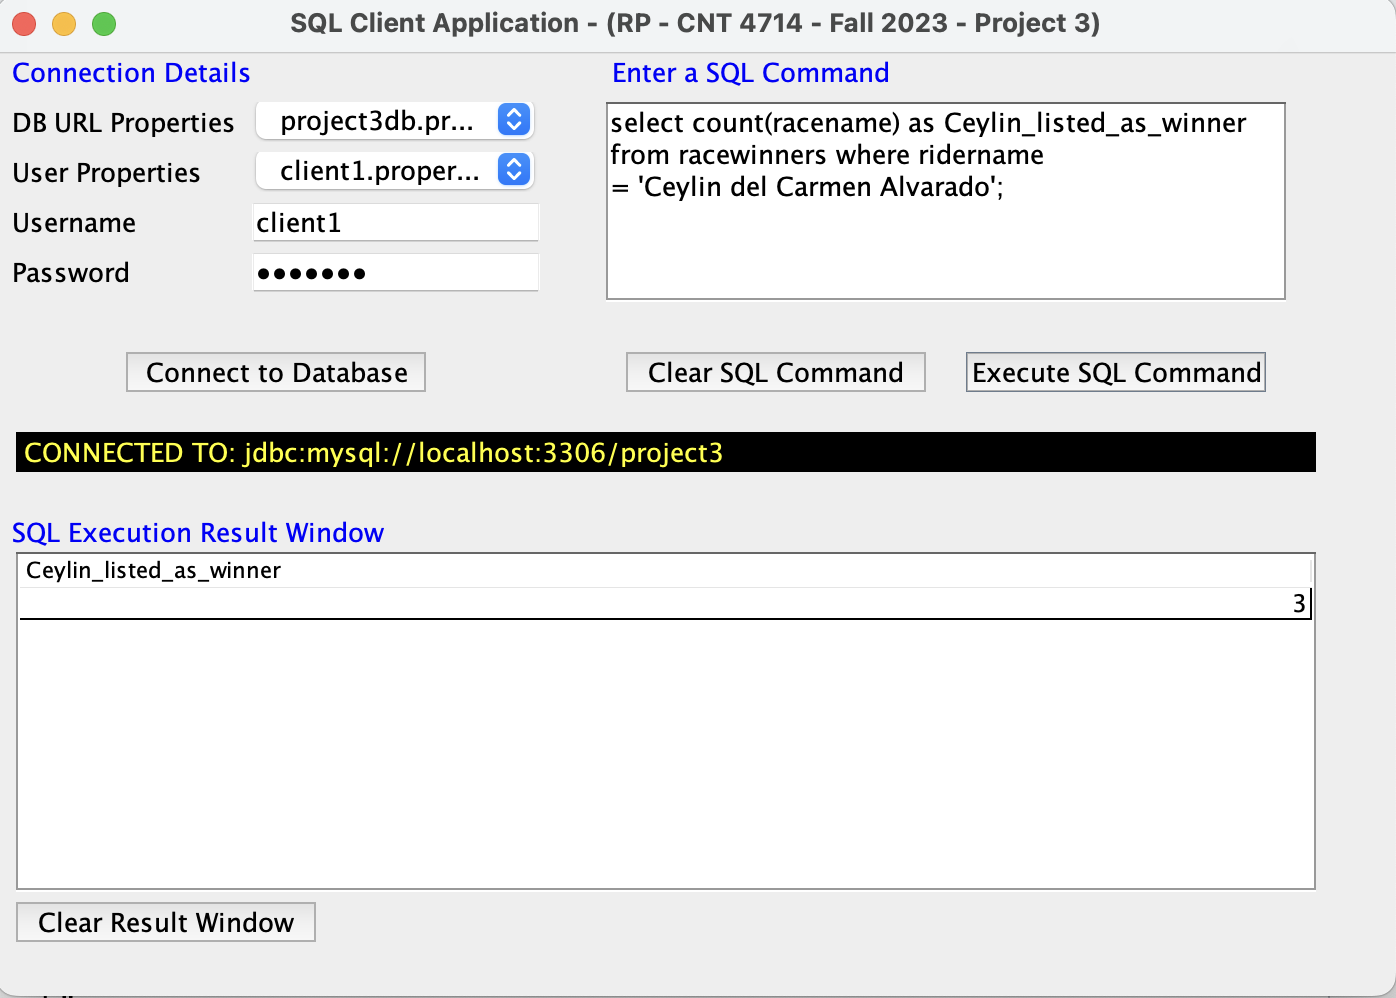 SQL Client Application - (RP - CNT 4714 - Fall 2023 - Project 3)
Connection Details
DB URL Properties
project3db.pr...
User Properties
client1.proper...
Username
client1
Password
•••••••
Enter a SQL Command
select count(racename) as Ceylin_listed_as_winner
from racewinners where ridername
= 'Ceylin del Carmen Alvarado';
Connect to Database
Clear SQL Command
Execute SQL Command
CONNECTED TO: jdbc:mysql://localhost:3306/project3
SQL Execution Result Window
Ceylin_listed_as_winner
3
Clear Result Window